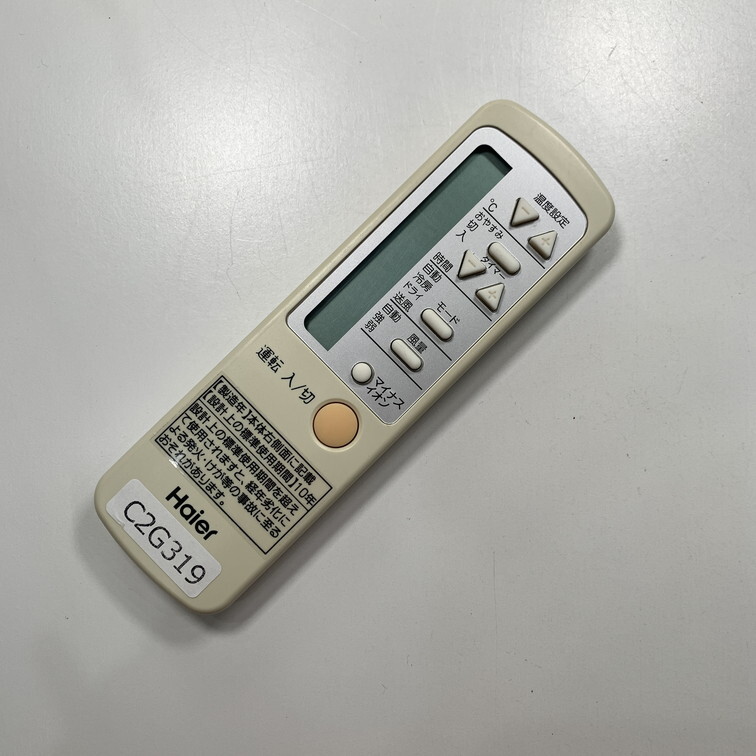 温度設定
℃
おやすみ
切
入
タイマー
時間
自動
冷房
ドライ
送風
モード
自動
強
弱
風量
マイナス
イオン
運転 入/切
【製造年】本体右側面に記載
【設計上の標準使用期間】10年
設計上の標準使用期間を超え
て使用されますと、経年劣化に
よる発火・けが等の事故に至る
おそれがあります。
Haier
C2G319